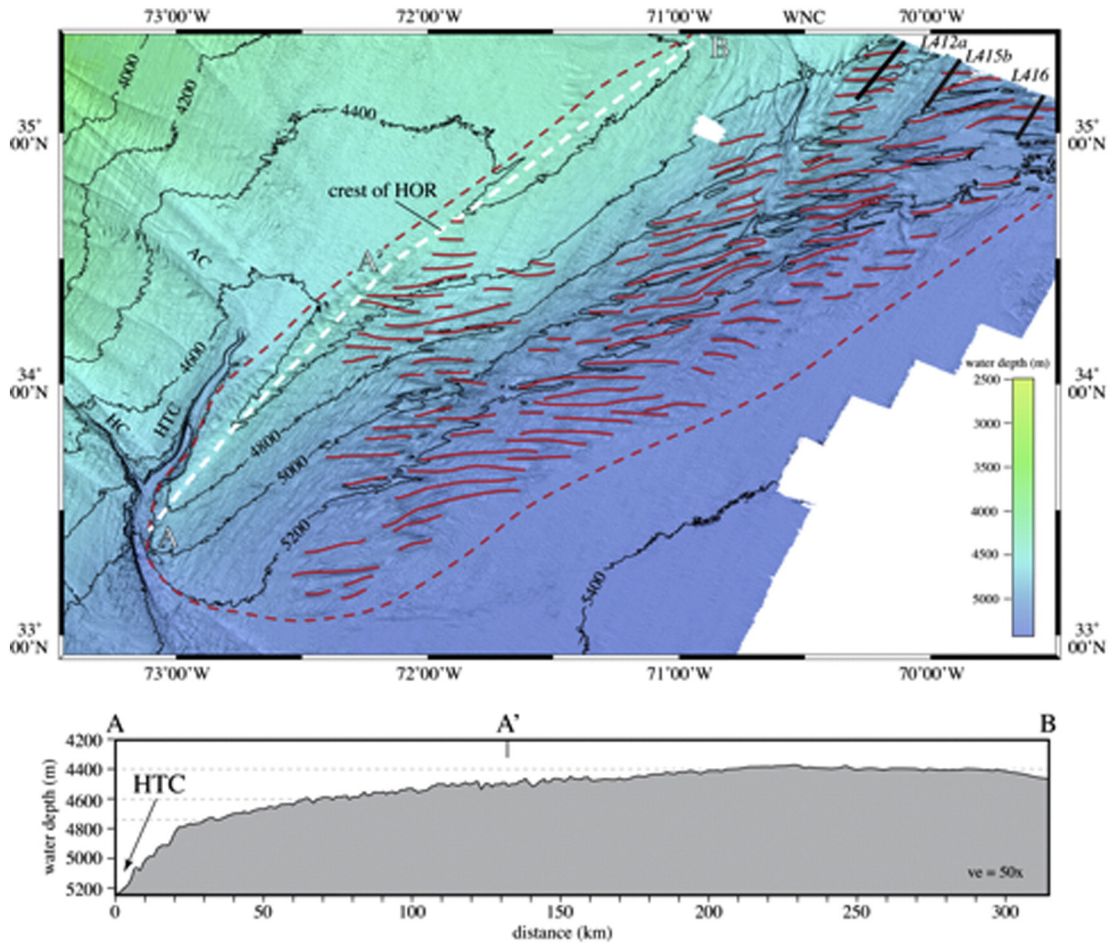 73°00'W 72°00'W 71°00'W WNC 70°00'W
L412a
L415b
L416
B
4000
4200
4400
35°
00'N
35°
00'N
crest of HOR
A'
AC
4600
34°
00'N
34°
00'N
water depth (m)
2500
3000
3500
4000
4500
5000
HC
HTC
4800
5000
5200
A
5400
33°
00'N
33°
00'N
73°00'W 72°00'W 71°00'W 70°00'W
A A' B
4200
4400
4600
4800
5000
5200
water depth (m)
HTC
ve = 50x
0 50 100 150 200 250 300
distance (km)